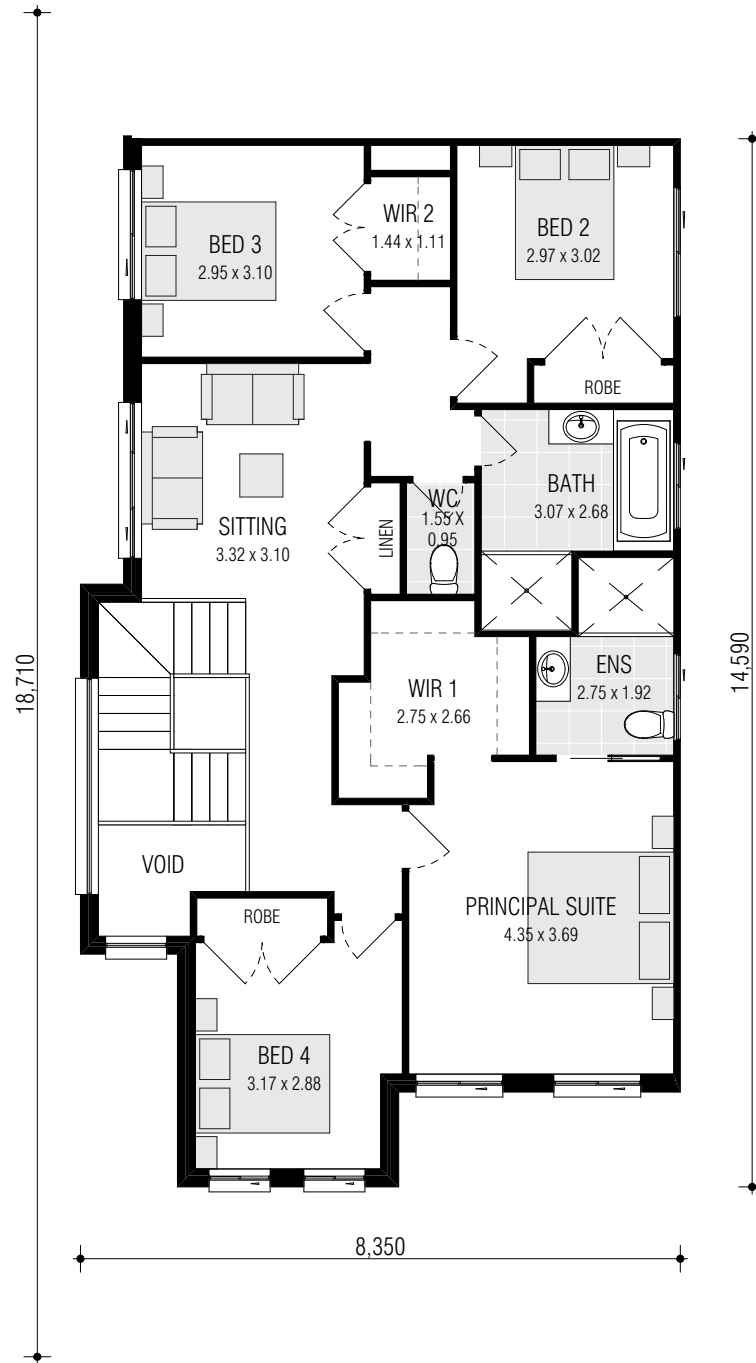 WIR 2
1.44 x 1.11
BED 2
2.97 x 3.02
BED 3
2.95 x 3.10
ROBE
BATH
3.07 x 2.68
WC
1.55 X
0.95
LINEN
SITTING
3.32 x 3.10
ENS
2.75 x 1.92
WIR 1
2.75 x 2.66
18,710
14,590
VOID
ROBE
PRINCIPAL SUITE
4.35 x 3.69
BED 4
3.17 x 2.88
8,350